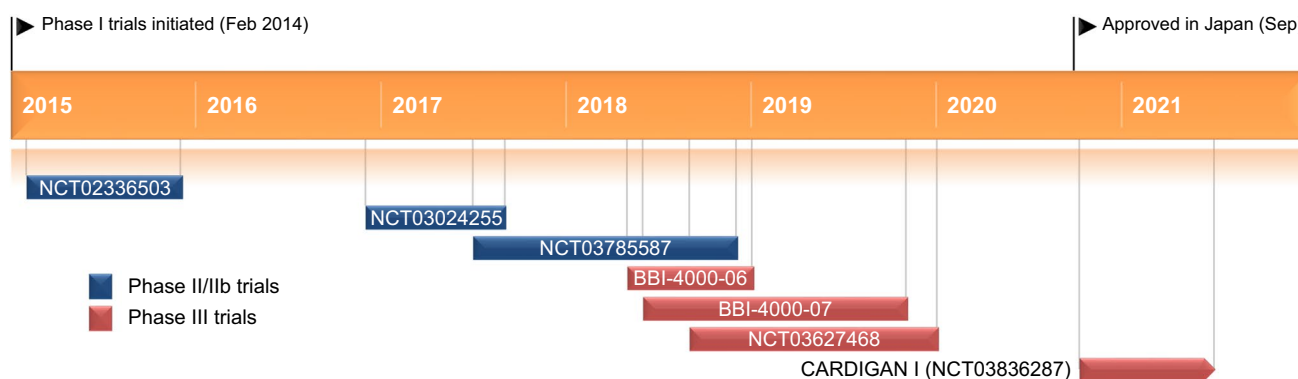 Phase I trials initiated (Feb 2014)
Approved in Japan (Sep
2015 2016 2017 2018 2019 2020 2021
NCT02336503
NCT03024255
NCT03785587
BBI-4000-06
Phase II/IIb trials
BBI-4000-07
Phase III trials
NCT03627468
CARDIGAN I (NCT03836287)